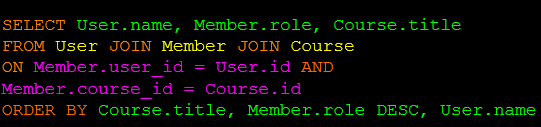 SELECT User.name, Member.role, Course.title
FROM User JOIN Member JOIN Course
ON Member.user_id = User.id AND
Member.course_id = Course.id
ORDER BY Course.title, Member.role DESC, User.name